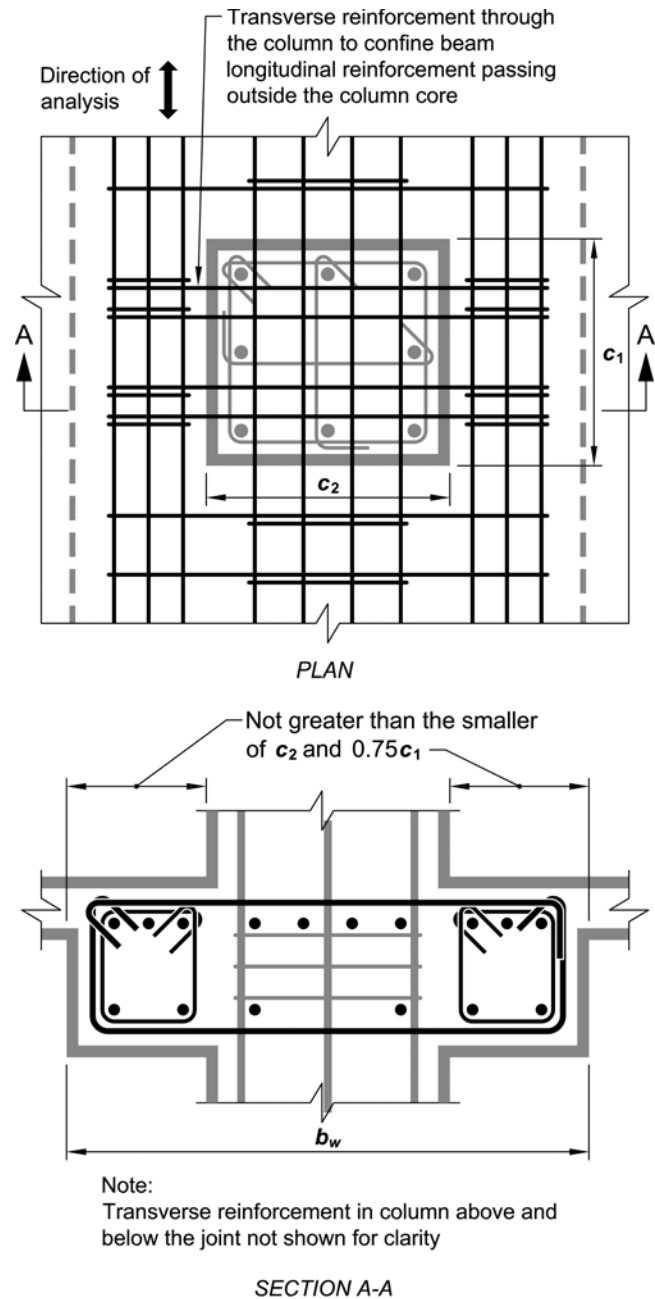 Transverse reinforcement through
the column to confine beam
longitudinal reinforcement passing
outside the column core
Direction of
analysis
A
A
c1
c2
PLAN
Not greater than the smaller
of c2 and 0.75c1
bw
Note:
Transverse reinforcement in column above and
below the joint not shown for clarity
SECTION A-A